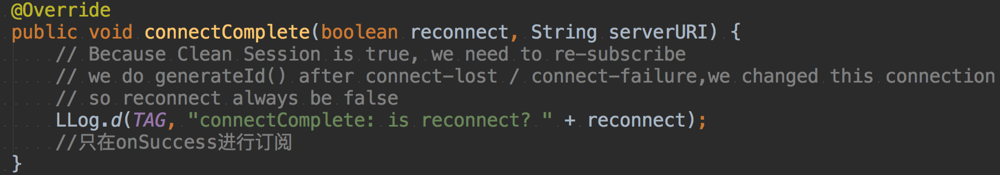 @Override
public void connectComplete(boolean reconnect, String serverURI) {
// Because Clean Session is true, we need to re-subscribe
// we do generateId() after connect-lost / connect-failure,we changed this connection
// so reconnect always be false
LLog.d(TAG, "connectComplete: is reconnect? " + reconnect);
//只在onSuccess进行订阅
}